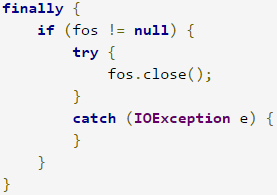 finally {
    if (fos != null) {
        try {
            fos.close();
        }
        catch (IOException e) {
        }
    }
}